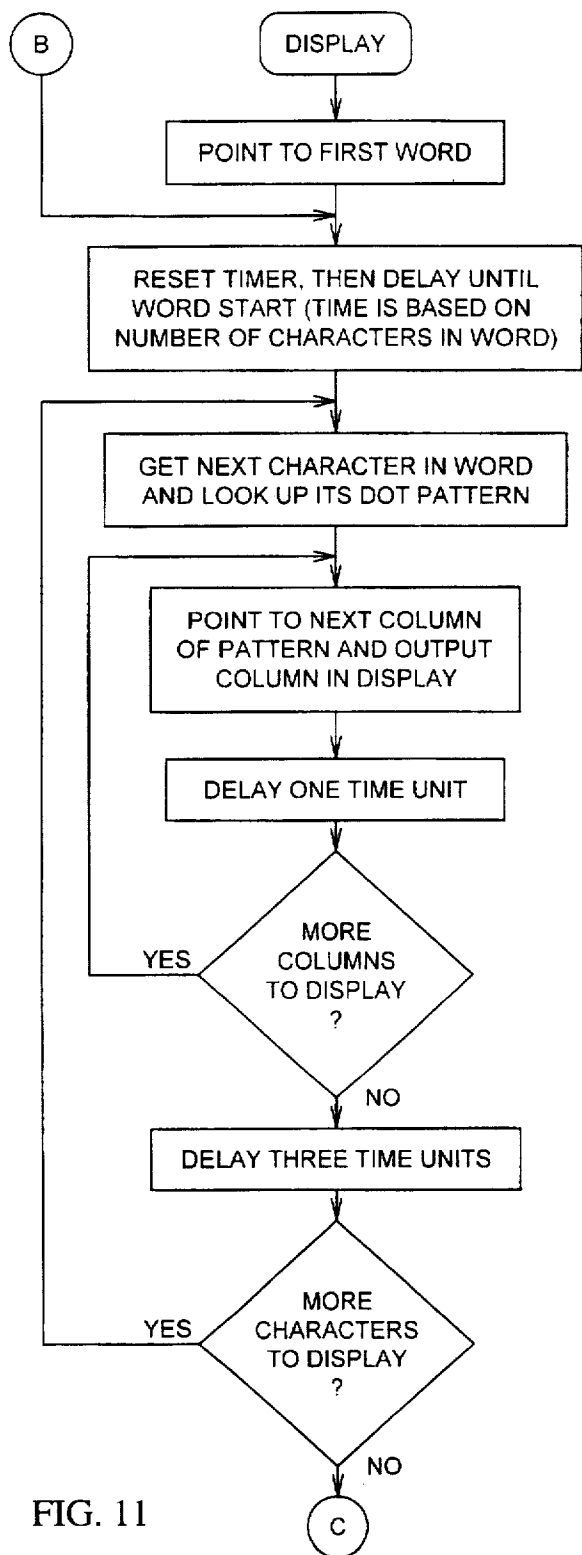 B
DISPLAY
POINT TO FIRST WORD
RESET TIMER, THEN DELAY UNTIL
WORD START (TIME IS BASED ON
NUMBER OF CHARACTERS IN WORD)
GET NEXT CHARACTER IN WORD
AND LOOK UP ITS DOT PATTERN
POINT TO NEXT COLUMN
OF PATTERN AND OUTPUT
COLUMN IN DISPLAY
DELAY ONE TIME UNIT
MORE
COLUMNS
TO DISPLAY
?
YES
NO
DELAY THREE TIME UNITS
MORE
CHARACTERS
TO DISPLAY
?
YES
NO
C
FIG. 11